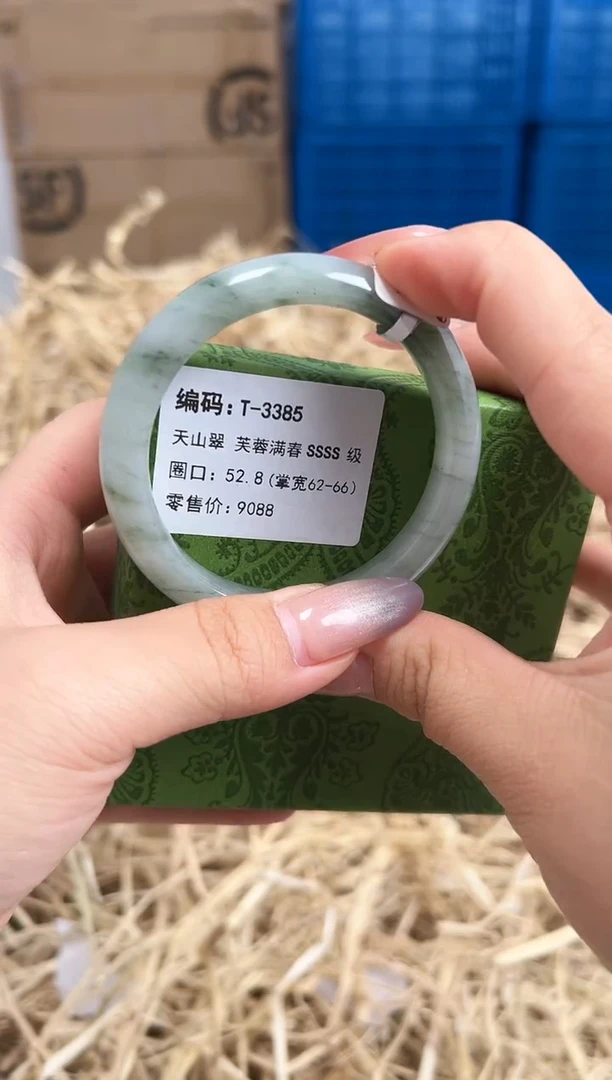 编码:T-3385
天山翠 芙蓉满春 SSSS 级
圈口: 52.8(掌宽62-66)
零售价: 9088